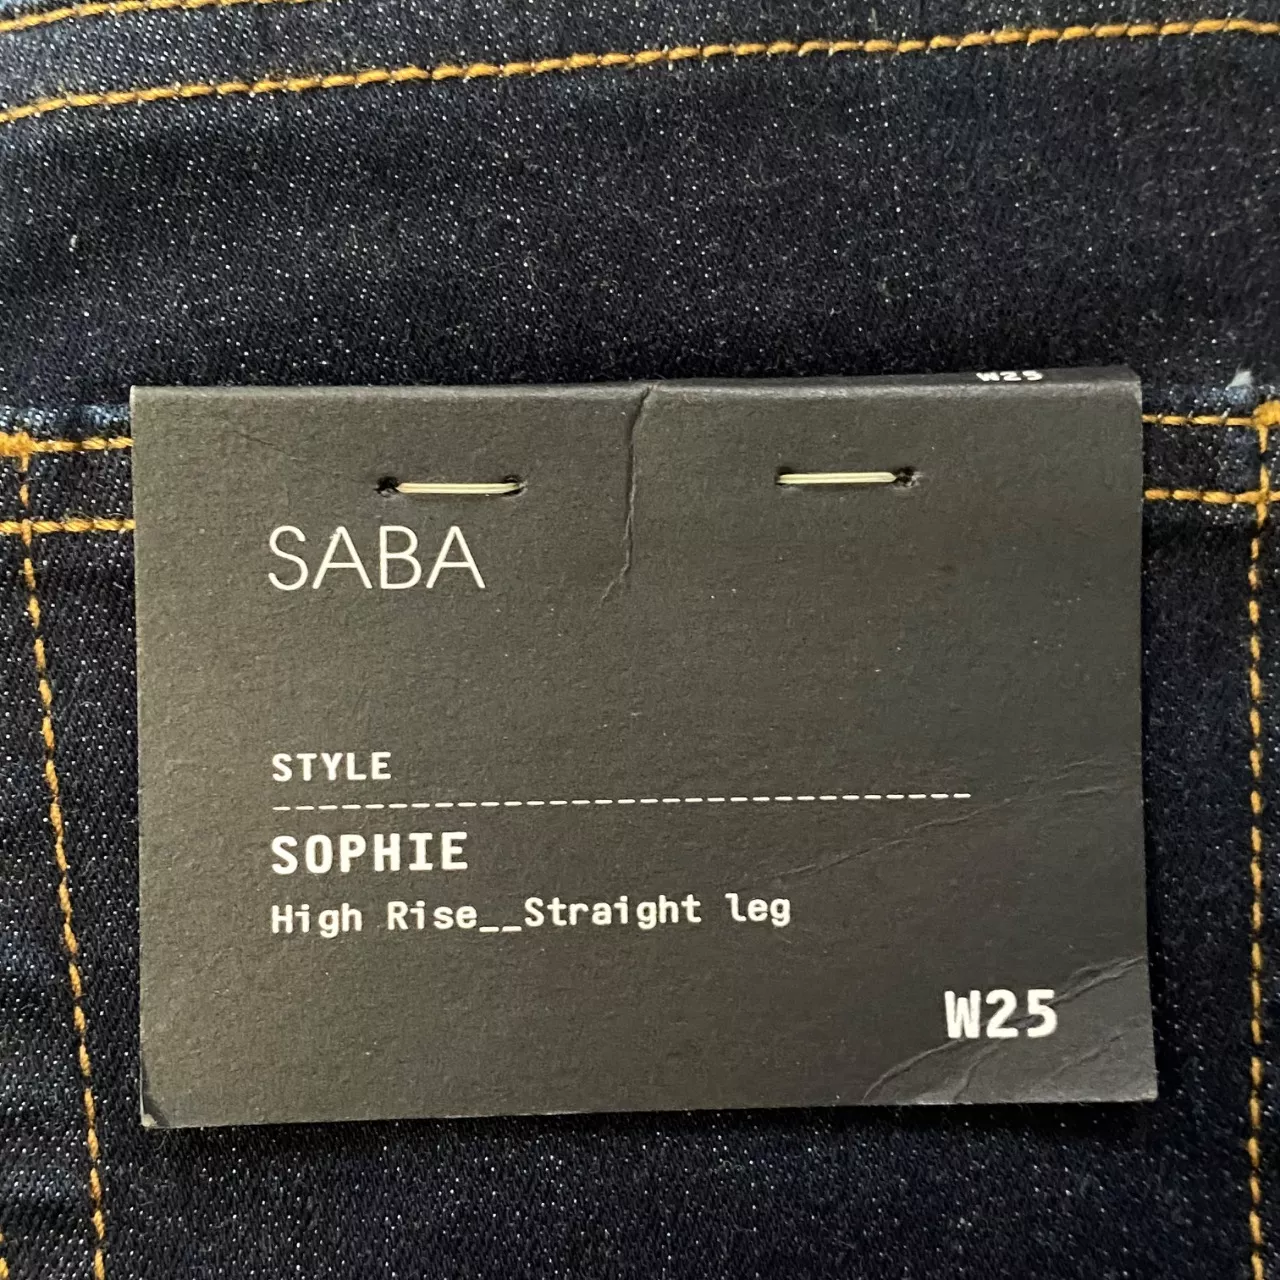 W25
SABA
STYLE
SOPHIE
High Rise__Straight leg
W25